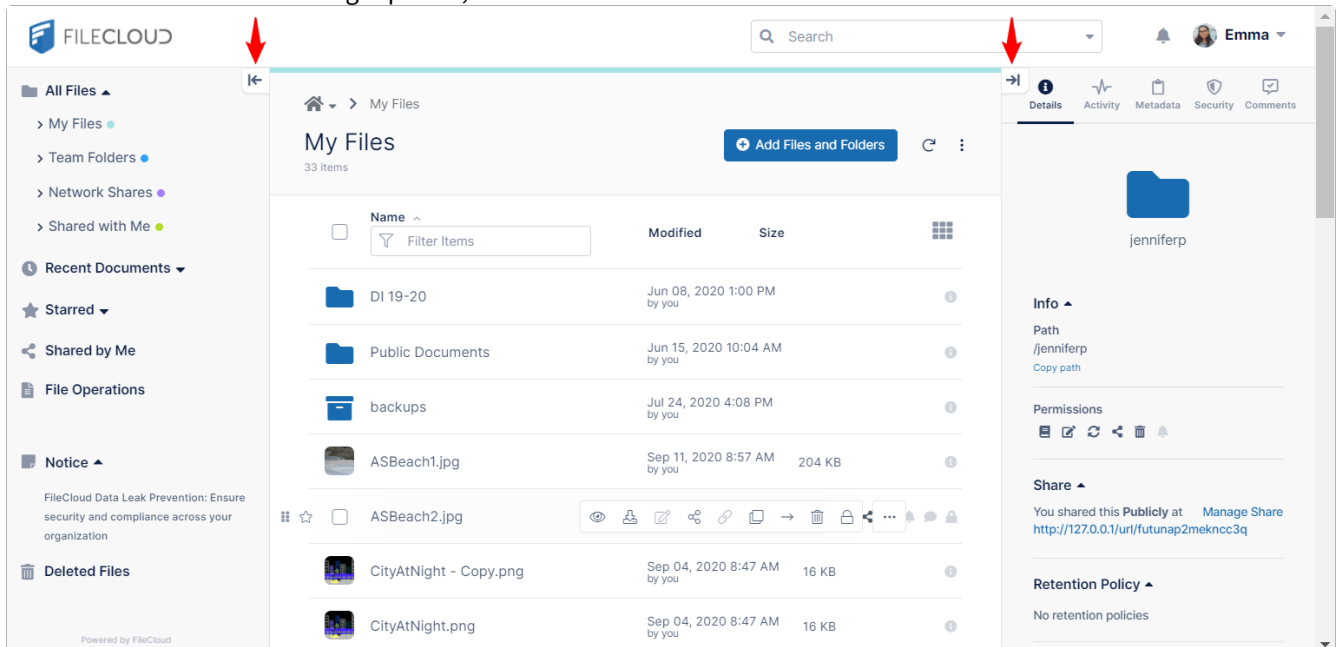 FILECLOUD
Search
Emma
All Files
My Files
Team Folders
Network Shares
Shared with Me
Recent Documents
Starred
Shared by Me
File Operations
Notice
FileCloud Data Leak Prevention: Ensure
security and compliance across your
organization
Deleted Files
Powered by FileCloud
My Files
My Files
33 items
Add Files and Folders
Name
Filter Items
Modified Size
DI 19-20 Jun 08, 2020 1:00 PM
by you
Public Documents Jun 15, 2020 10:04 AM
by you
backups Jul 24, 2020 4:08 PM
by you
ASBeach1.jpg Sep 11, 2020 8:57 AM 204 KB
by you
ASBeach2.jpg
CityAtNight - Copy.png Sep 04, 2020 8:47 AM 16 KB
by you
CityAtNight.png Sep 04, 2020 8:47 AM 16 KB
by you
Details Activity Metadata Security Comments
jenniferp
Info
Path
/jenniferp
Copy path
Permissions
Share
You shared this Publicly at Manage Share
http://127.0.0.1/url/futunap2mekncc3q
Retention Policy
No retention policies